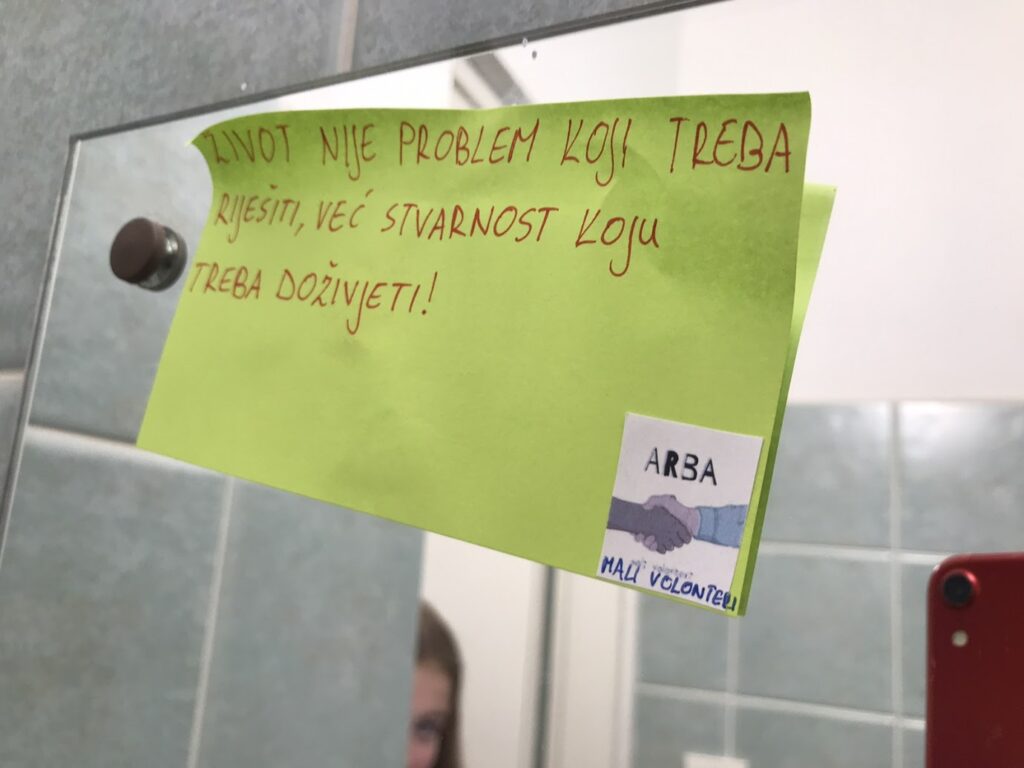 ŽIVOT NIJE PROBLEM KOJI TREBA
RIJEŠITI, VEĆ STVARNOST KOJU
TREBA DOŽIVJETI!
ARBA
MALI VOLONTERI